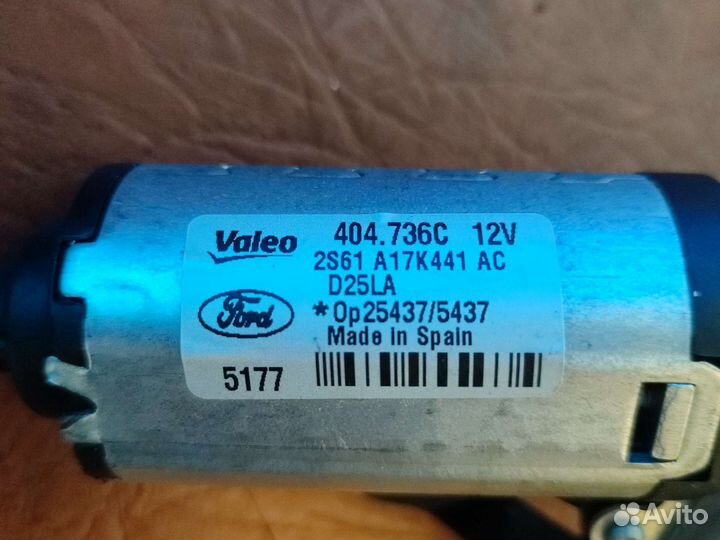 Valeo 404.736C 12V
2S61 A17K441 AC
D25LA
Ford *Op25437/5437
Made in Spain
5177
Avito